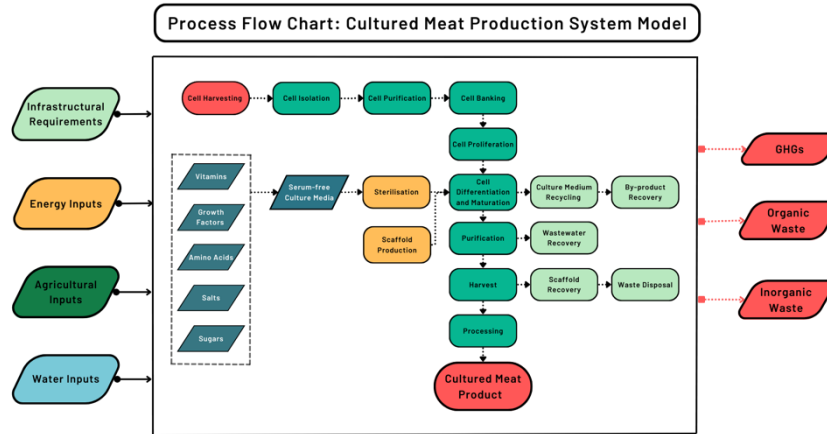 Process Flow Chart: Cultured Meat Production System Model
Infrastructural
Requirements
Energy Inputs
Agricultural
Inputs
Water Inputs
Cell Harvesting
Cell Isolation
Cell Purification
Cell Banking
Cell Proliferation
Vitamins
Growth
Factors
Amino Acids
Salts
Sugars
Serum-free
Culture Media
Sterilisation
Scaffold
Production
Cell
Differentiation
and Maturation
Culture Medium
Recycling
By-product
Recovery
Purification
Wastewater
Recovery
Harvest
Scaffold
Recovery
Waste Disposal
Processing
Cultured Meat
Product
GHGs
Organic
Waste
Inorganic
Waste